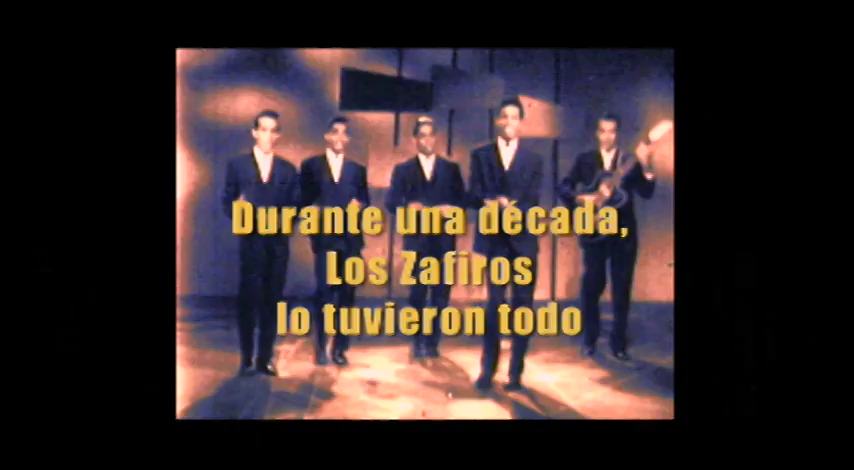 Durante una década,
Los Zafiros
lo tuvieron todo